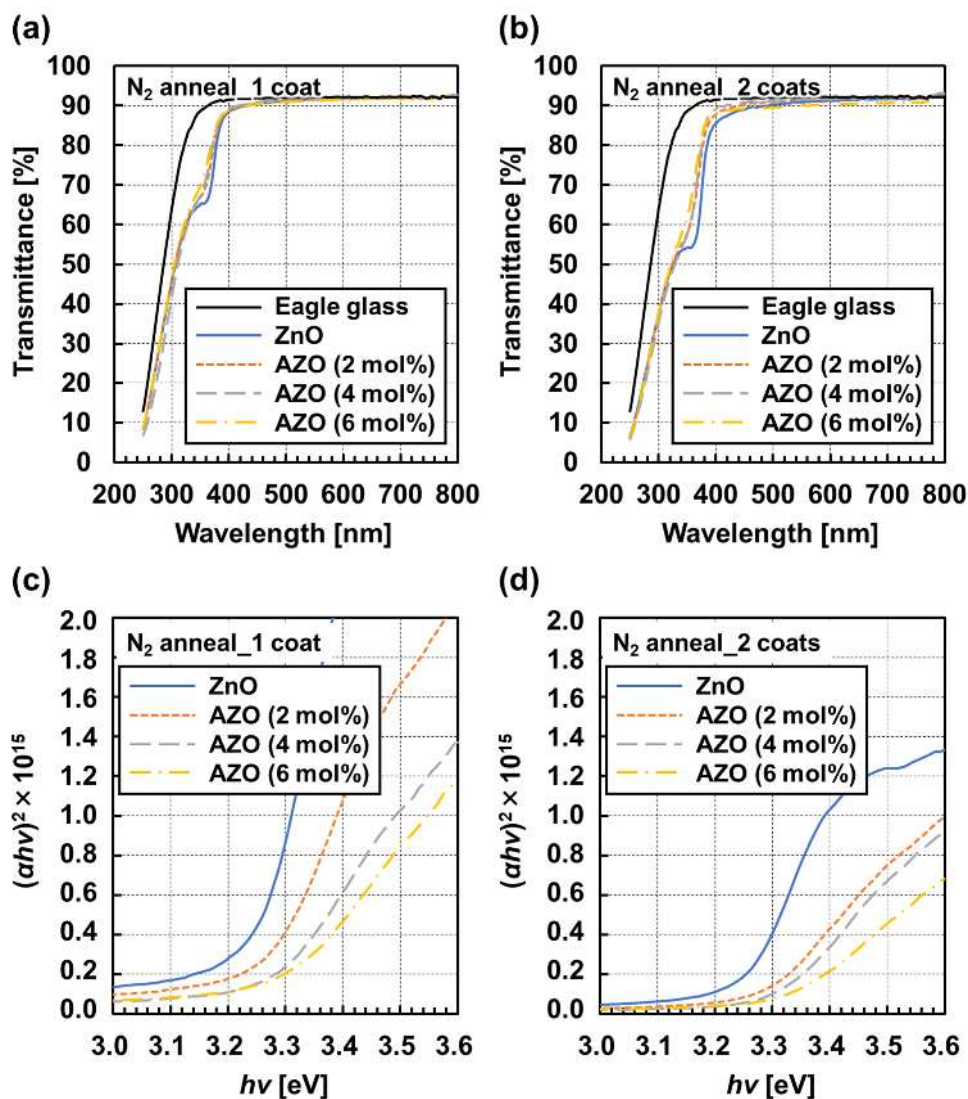 (a)
N₂ anneal_1 coat
Transmittance [%]
100
90
80
70
60
50
40
30
20
10
0
Eagle glass
ZnO
AZO (2 mol%)
AZO (4 mol%)
AZO (6 mol%)
200 300 400 500 600 700 800
Wavelength [nm]
(b)
N₂ anneal_2 coats
Transmittance [%]
100
90
80
70
60
50
40
30
20
10
0
Eagle glass
ZnO
AZO (2 mol%)
AZO (4 mol%)
AZO (6 mol%)
200 300 400 500 600 700 800
Wavelength [nm]
(c)
N₂ anneal_1 coat
(αhν)² × 10¹⁵
2.0
1.8
1.6
1.4
1.2
1.0
0.8
0.6
0.4
0.2
0.0
ZnO
AZO (2 mol%)
AZO (4 mol%)
AZO (6 mol%)
3.0 3.1 3.2 3.3 3.4 3.5 3.6
hν [eV]
(d)
N₂ anneal_2 coats
(αhν)² × 10¹⁵
2.0
1.8
1.6
1.4
1.2
1.0
0.8
0.6
0.4
0.2
0.0
ZnO
AZO (2 mol%)
AZO (4 mol%)
AZO (6 mol%)
3.0 3.1 3.2 3.3 3.4 3.5 3.6
hν [eV]